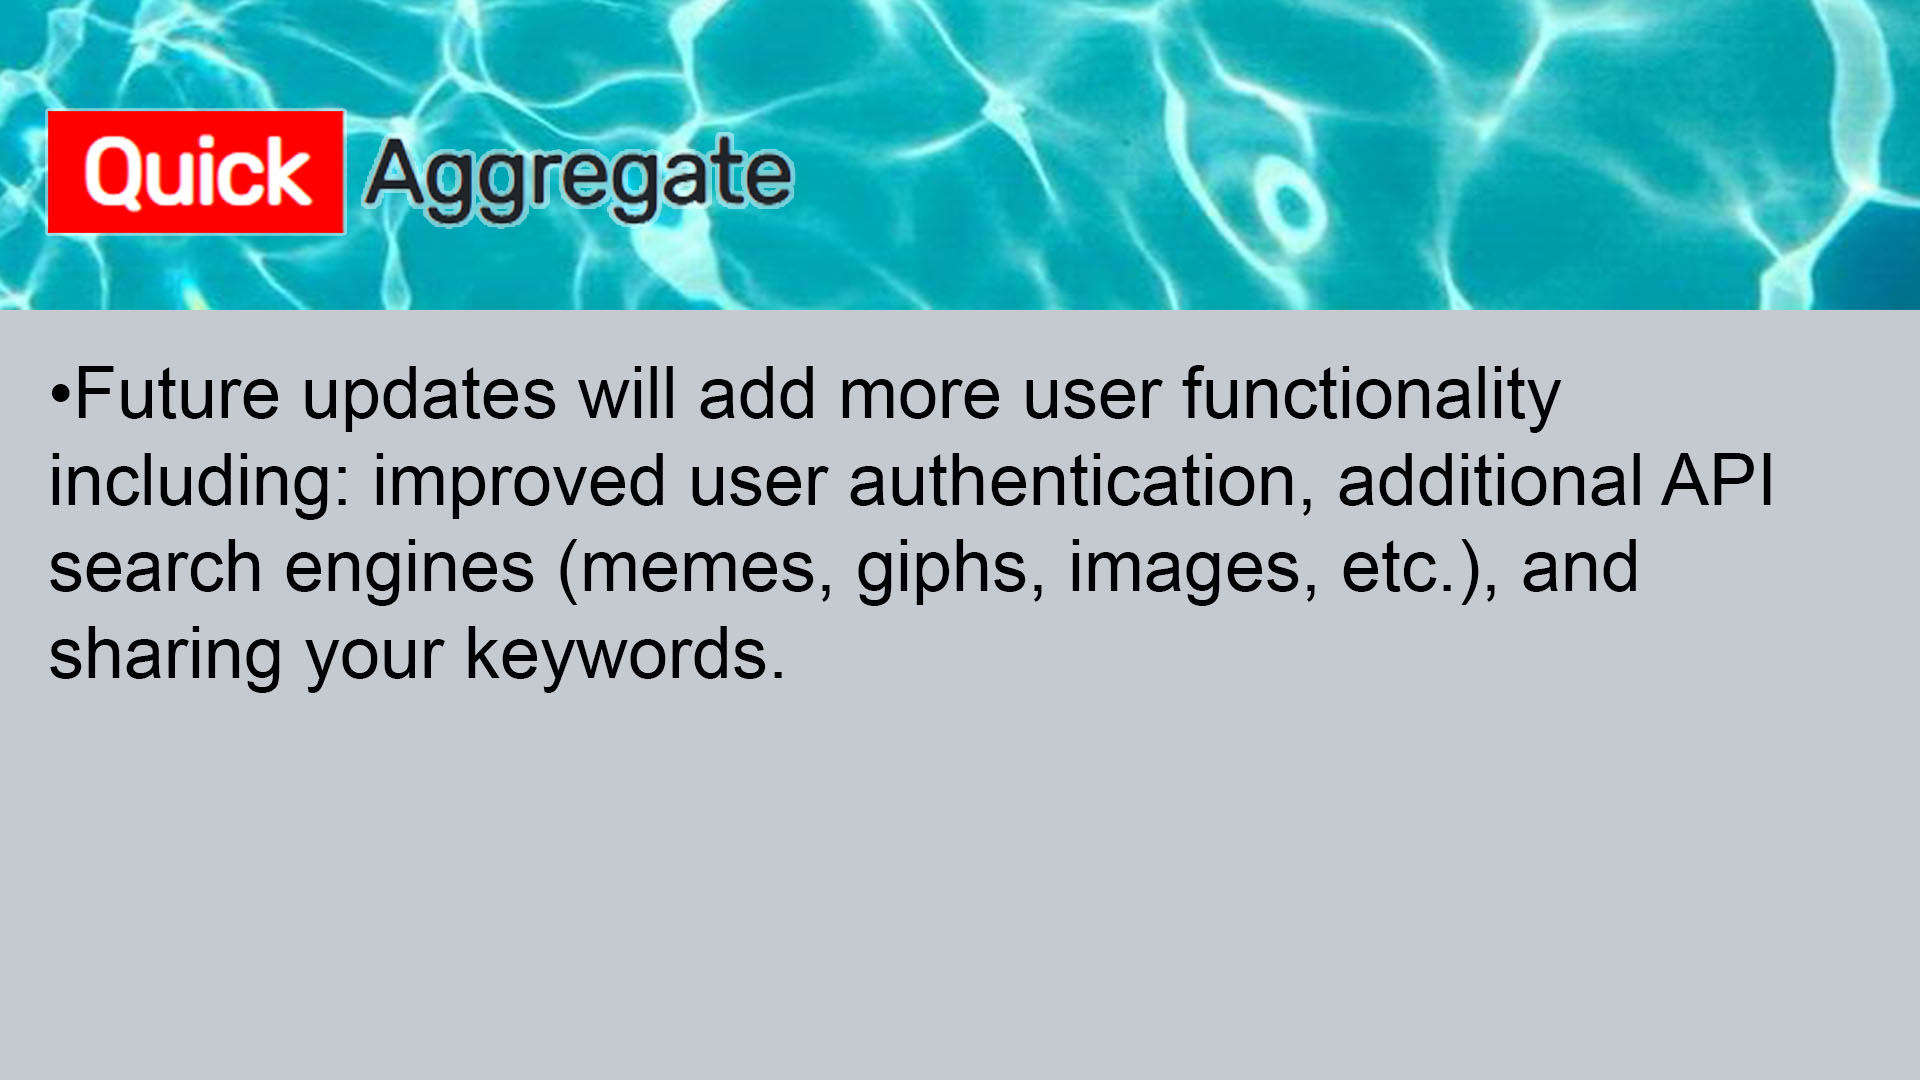 Quick Aggregate
•Future updates will add more user functionality
including: improved user authentication, additional API
search engines (memes, giphs, images, etc.), and
sharing your keywords.